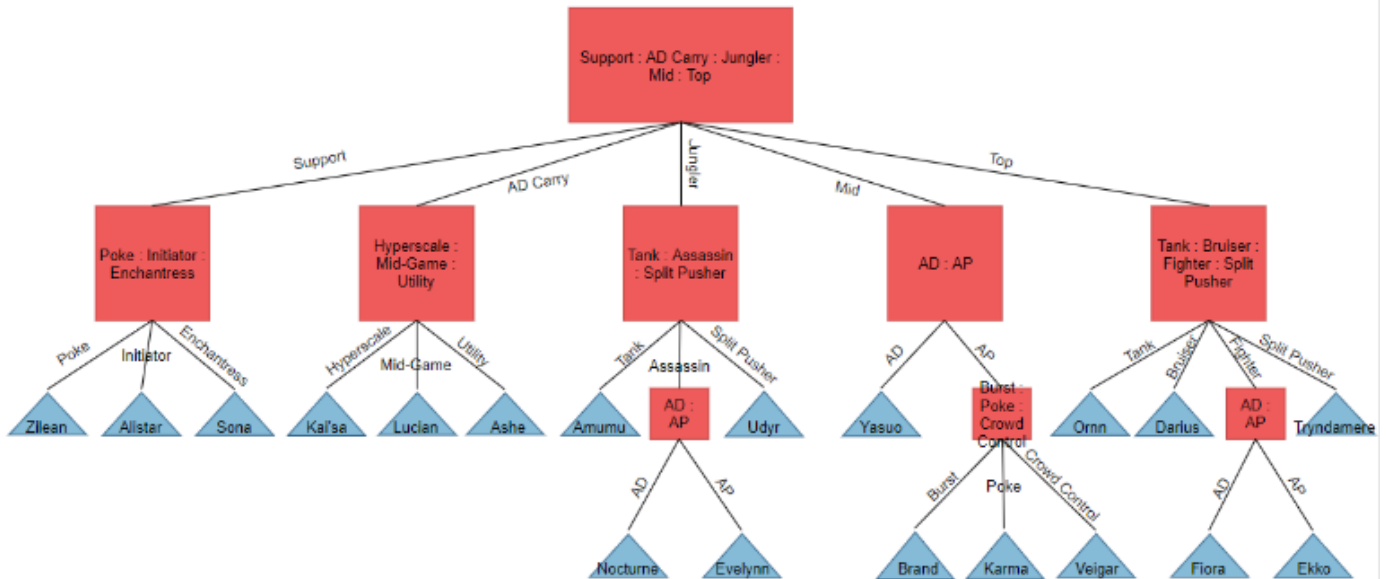 Support : AD Carry : Jungler :
Mid : Top
Support
AD Carry
Jungler
Mid
Top
Poke : Initiator :
Enchantress
Hyperscale :
Mid-Game :
Utility
Tank : Assassin
: Split Pusher
AD : AP
Tank : Bruiser :
Fighter : Split
Pusher
Poke
Initiator
Enchantress
Hyperscale
Mid-Game
Utility
Tank
Assassin
Split Pusher
AD
AP
Tank
Bruiser
Fighter
Split Pusher
Zilean
Alistar
Sona
Kai'sa
Lucian
Ashe
Amumu
AD :
AP
Udyr
Yasuo
Burst :
Poke :
Crowd
Control
Ornn
Darius
AD :
AP
Tryndamere
AD
AP
Burst
Poke
Crowd Control
AD
AP
Nocturne
Evelynn
Brand
Karma
Veigar
Fiora
Ekko